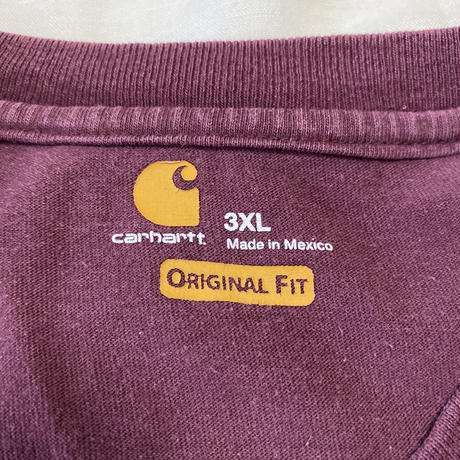 3XL
carhartt
Made in Mexico
ORIGINAL FIT